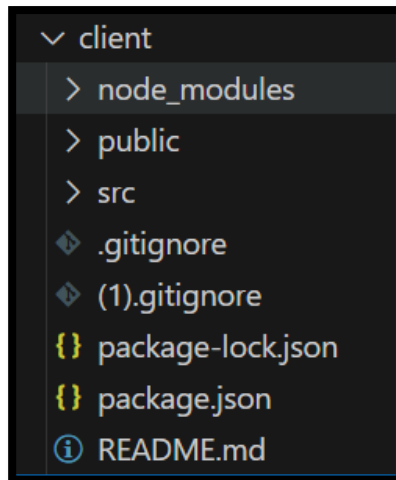 client
node_modules
public
src
.gitignore
(1).gitignore
package-lock.json
package.json
README.md